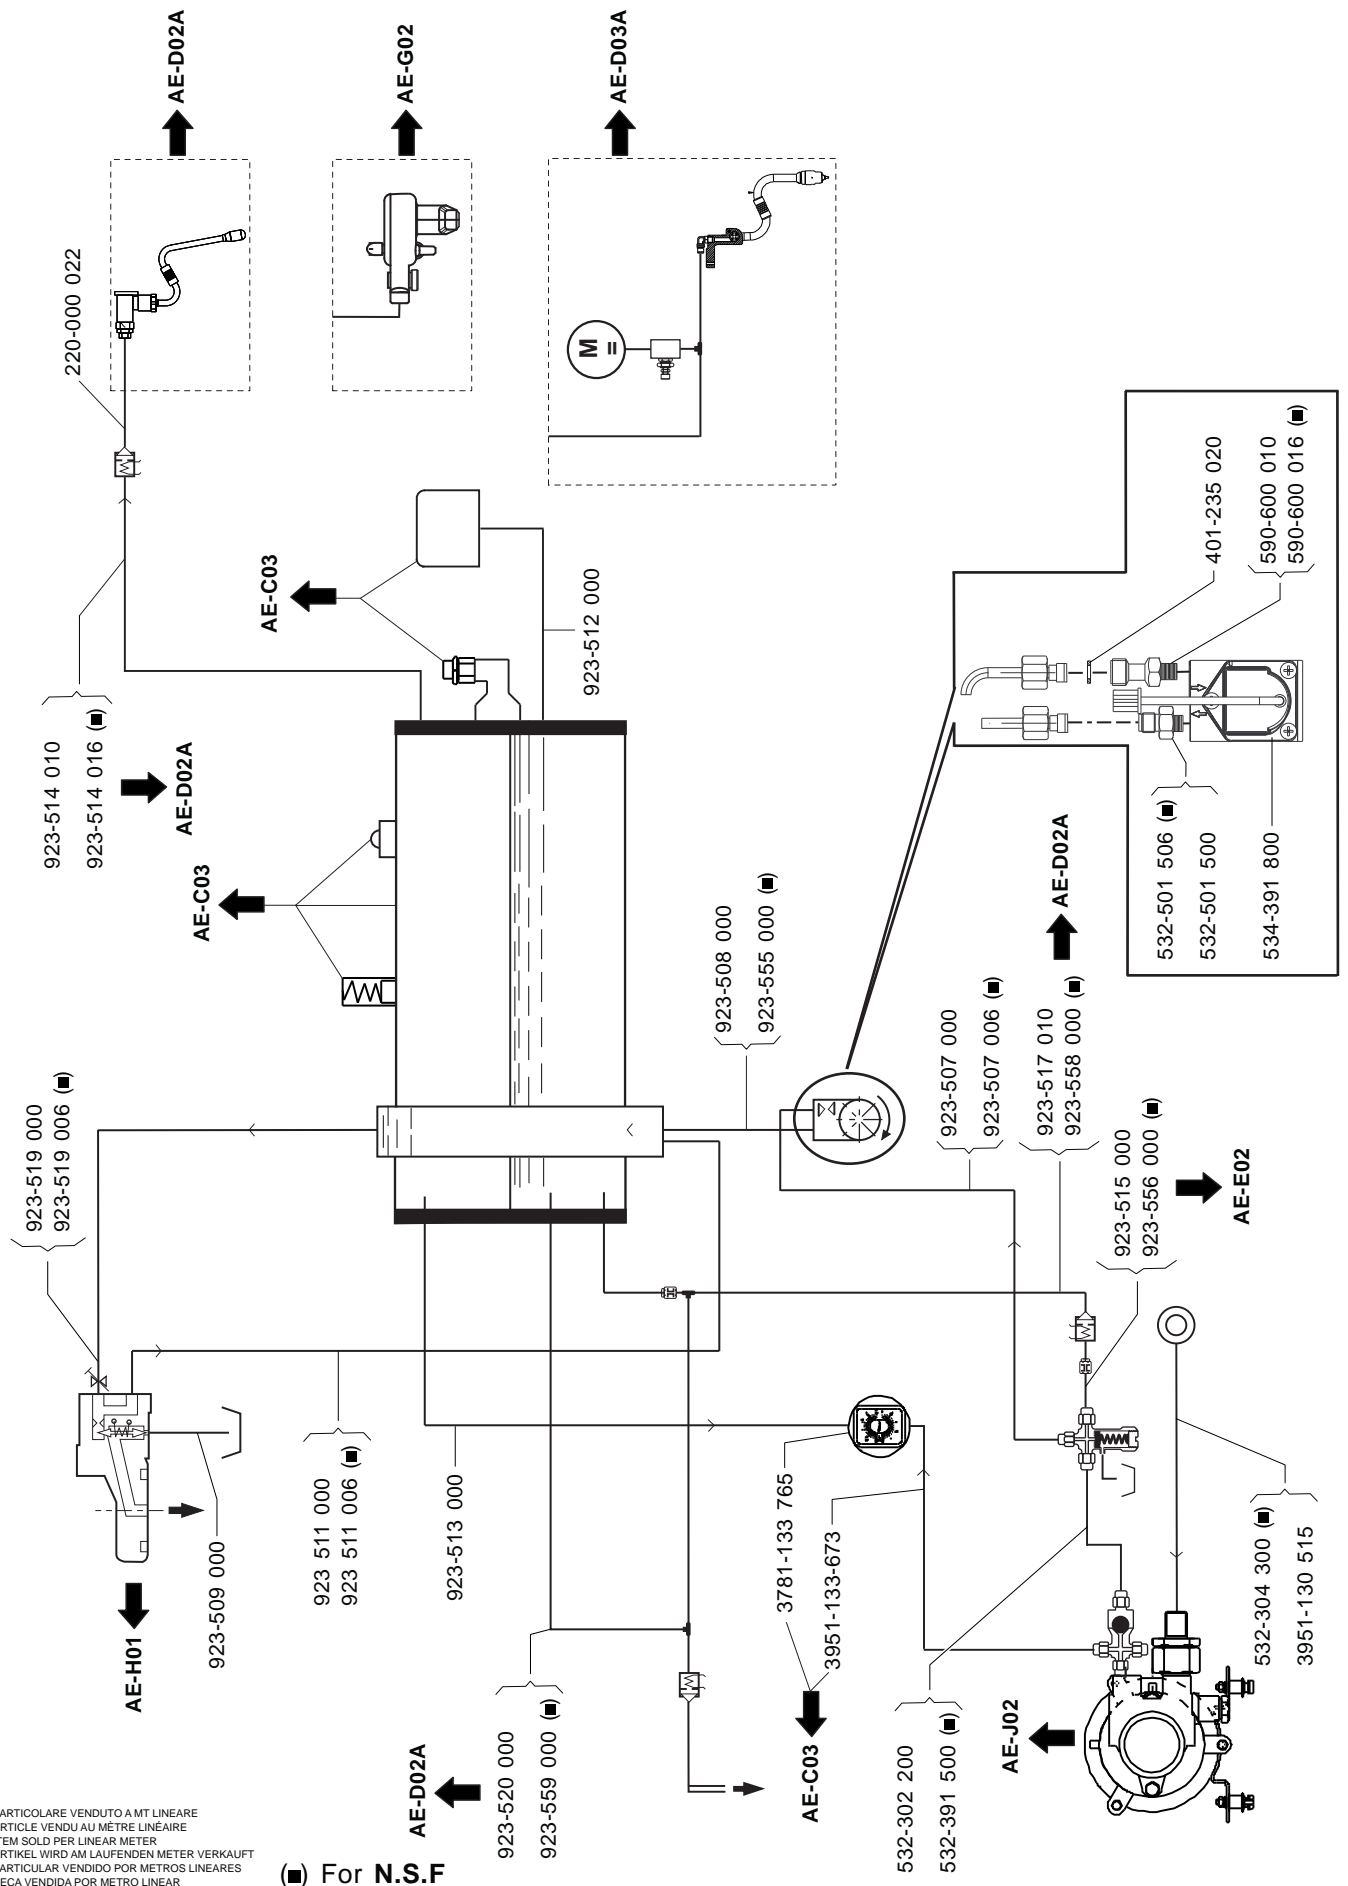 AE-D02A
AE-G02
AE-D03A
220-000 022
M
=
923-514 010
923-514 016 (■)
AE-D02A
AE-C03
923-512 000
AE-C03
401-235 020
590-600 010
590-600 016 (■)
532-501 506 (■)
532-501 500
534-391 800
923-508 000
923-555 000 (■)
AE-D02A
923-507 000
923-507 006 (■)
923-517 010
923-558 000 (■)
923-515 000
923-556 000 (■)
AE-E02
923-519 000
923-519 006 (■)
AE-H01
923-509 000
923 511 000
923 511 006 (■)
923-513 000
3781-133 765
3951-133-673
AE-C03
AE-D02A
923-520 000
923-559 000 (■)
532-302 200
532-391 500 (■)
AE-J02
532-304 300 (■)
3951-130 515
ARTICOLARE VENDUTO A MT LINEARE
RTICLE VENDU AU MÈTRE LINÉAIRE
TEM SOLD PER LINEAR METER
RTIKEL WIRD AM LAUFENDEN METER VERKAUFT
ARTICULAR VENDIDO POR METROS LINEARES
ECA VENDIDA POR METRO LINEAR
(■) For N.S.F